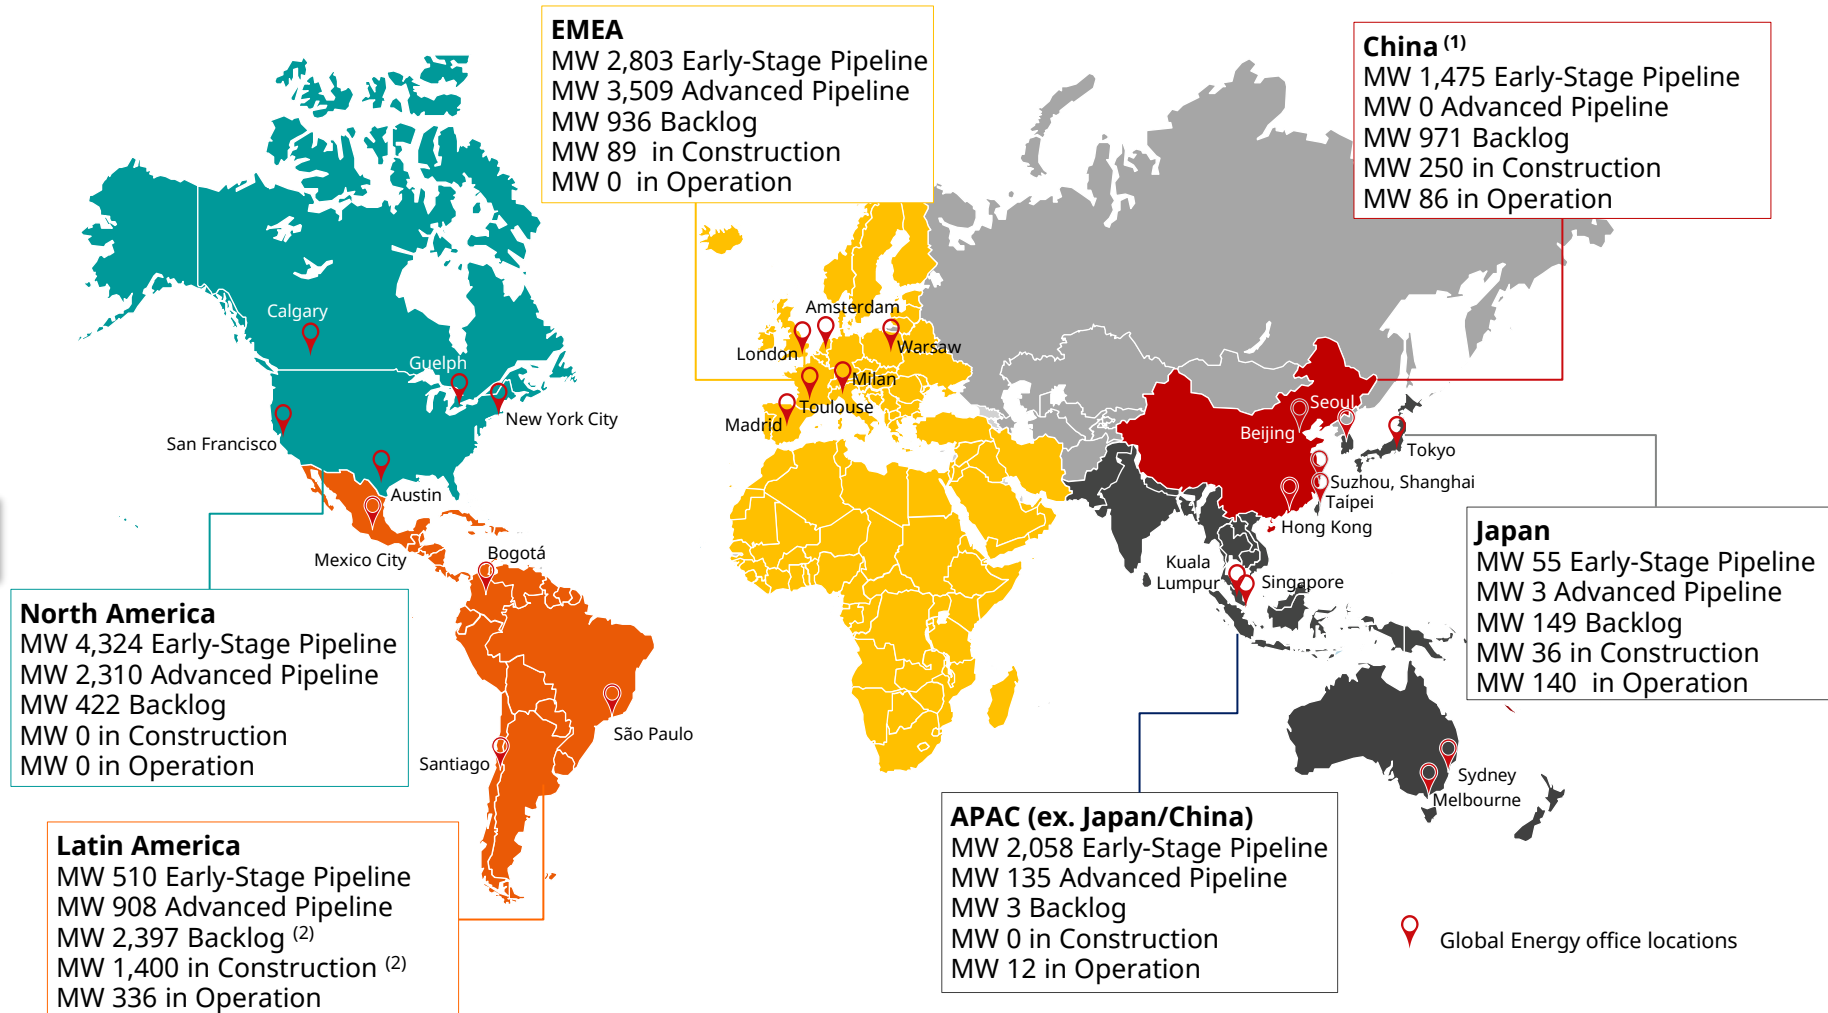 EMEA
MW 2,803 Early-Stage Pipeline
MW 3,509 Advanced Pipeline
MW 936 Backlog
MW 89  in Construction
MW 0  in Operation
China (1)
MW 1,475 Early-Stage Pipeline
MW 0 Advanced Pipeline
MW 971 Backlog
MW 250 in Construction
MW 86 in Operation
Calgary
Guelph
New York City
San Francisco
Austin
Mexico City
Bogotá
São Paulo
Santiago
Amsterdam
London
Warsaw
Milan
Toulouse
Madrid
Seoul
Beijing
Tokyo
Suzhou, Shanghai
Taipei
Hong Kong
Kuala
Lumpur
Singapore
Sydney
Melbourne
Japan
MW 55 Early-Stage Pipeline
MW 3 Advanced Pipeline
MW 149 Backlog
MW 36 in Construction
MW 140  in Operation
North America
MW 4,324 Early-Stage Pipeline
MW 2,310 Advanced Pipeline
MW 422 Backlog
MW 0 in Construction
MW 0 in Operation
Latin America
MW 510 Early-Stage Pipeline
MW 908 Advanced Pipeline
MW 2,397 Backlog (2)
MW 1,400 in Construction (2)
MW 336 in Operation
APAC (ex. Japan/China)
MW 2,058 Early-Stage Pipeline
MW 135 Advanced Pipeline
MW 3 Backlog
MW 0 in Construction
MW 12 in Operation
Global Energy office locations